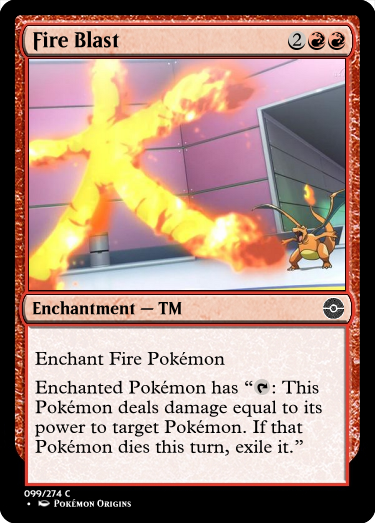 Fire Blast 2
Enchantment — TM
Enchant Fire Pokémon
Enchanted Pokémon has “: This
Pokémon deals damage equal to its
power to target Pokémon. If that
Pokémon dies this turn, exile it.”
099/274 C
• Pokémon Origins